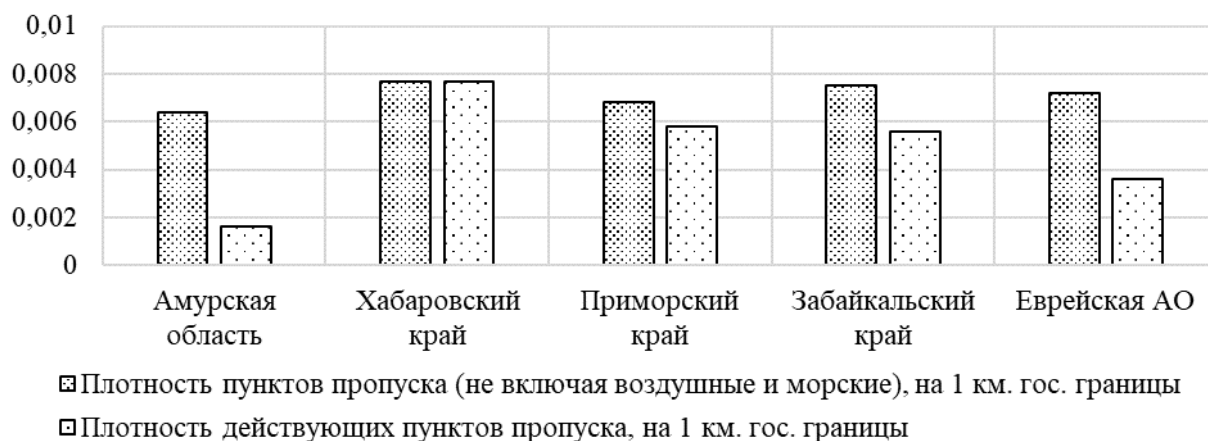 0,01
0,008
0,006
0,004
0,002
0
Амурская
область
Хабаровский
край
Приморский
край
Забайкальский
край
Еврейская АО
Плотность пунктов пропуска (не включая воздушные и морские), на 1 км. гос. границы
Плотность действующих пунктов пропуска, на 1 км. гос. границы